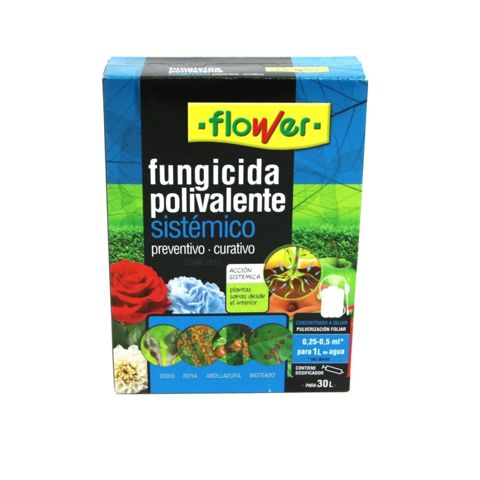 fungicida
polivalente
·flower·
fungicida
polivalente
sistémico
preventivo · curativo
ACCIÓN
SISTÉMICA
plantas
sanas desde
el interior
CONCENTRADO A DILUIR
PULVERIZACIÓN FOLIAR
0,25-0,5 ml*
para 1L de agua
CONTIENE
DOSIFICADOR
OIDIO ROYA ABOLLADURA MOTEADO
PARA 30L